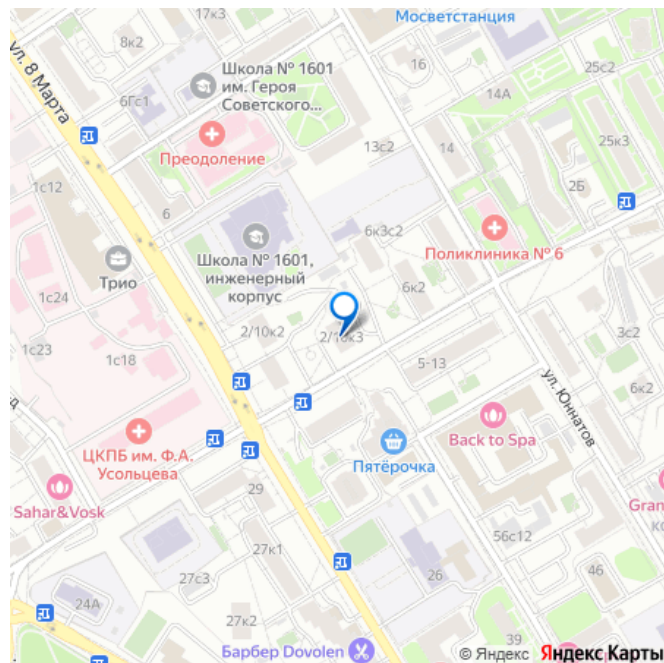 17к3
Мосветстанция
8к2
ул. 8 Марта
16
25с2
Школа № 1601
им. Героя
Советского...
6Гс1
14А
Преодоление
13с2
14
25к3
1с12
2Б
6
6к3с2
Поликлиника № 6
Школа № 1601,
инженерный
корпус
Трио
6к2
1с24
2/10к2
2/10к3
3с2
1с23
1с18
5-13
6к2
ул. Юннатов
Back to Spa
ЦКПБ им. Ф.А.
Усольцева
Пятёрочка
Sahar&Vosk
29
Gran
56с12
27к1
27с3
26
46
24А
27к2
39
Барбер Dovolen
© Яндекс Яндекс Карты